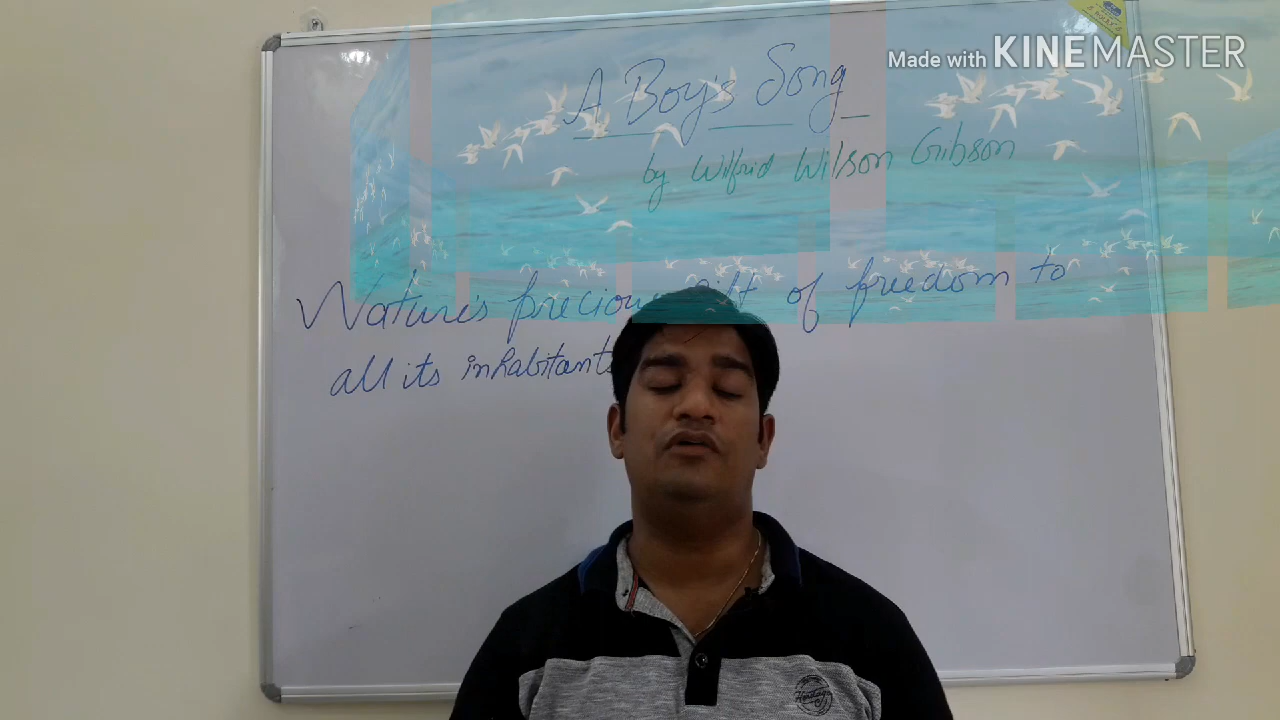 Made with KINEMASTER
A Boy's Song
by Wilfrid Wilson Gibson
Nature's precious Gift of freedom to
all its inhabitants